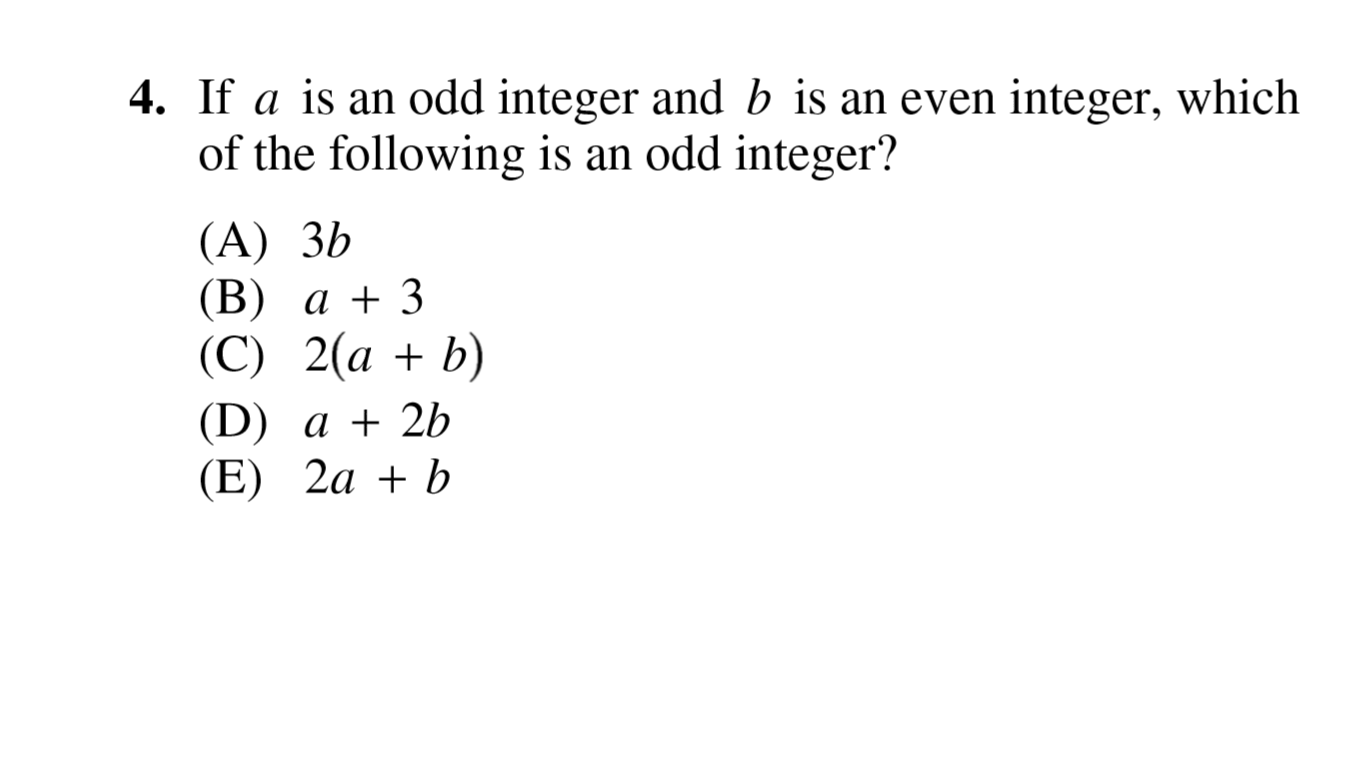 4. If a is an odd integer and b is an even integer, which
of the following is an odd integer?
(A) 3b
(B) a + 3
(C) 2(a + b)
(D) a + 2b
(E) 2a + b